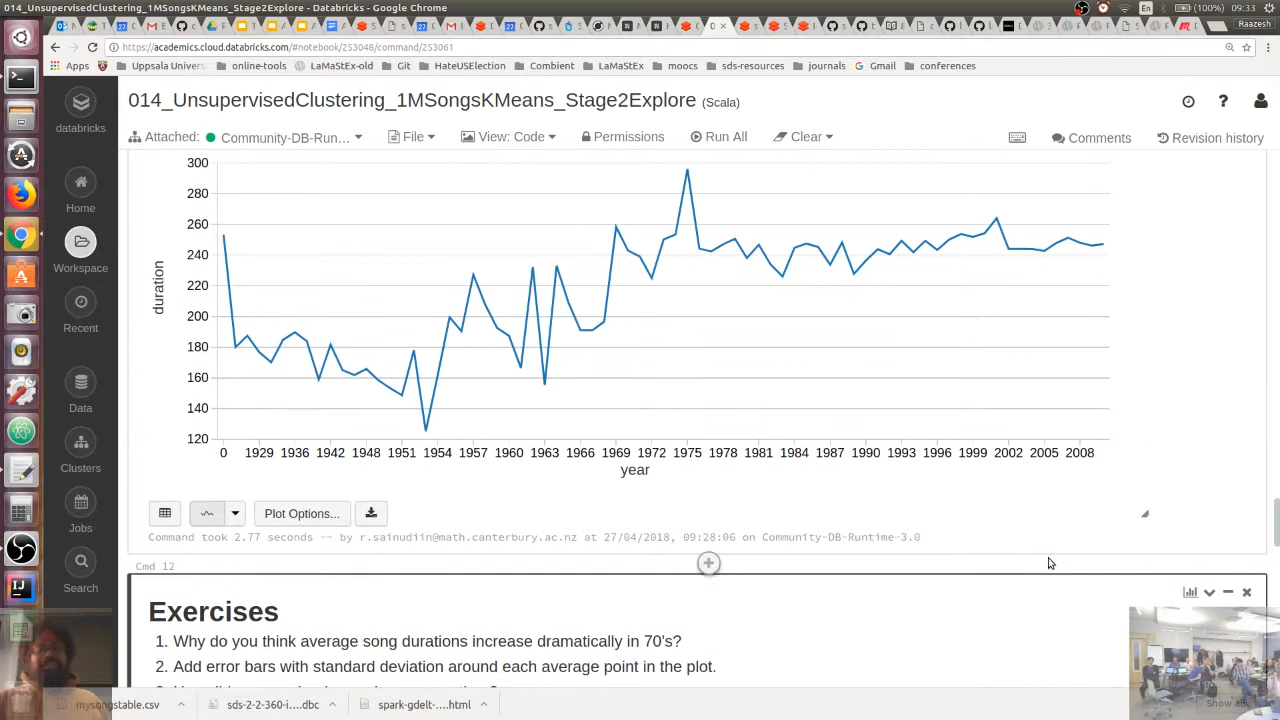 014_UnsupervisedClustering_1MSongsKMeans_Stage2Explore - Databricks - Google Chrome
En (100%) 09:33
Raazesh
https://academics.cloud.databricks.com/#notebook/253048/command/253061
Apps Uppsala Univers online-tools LaMaStEx-old Git HateUSElection Combient LaMaStEx moocs sds-resources journals Gmail conferences
014_UnsupervisedClustering_1MSongsKMeans_Stage2Explore (Scala)
databricks
Attached: Community-DB-Run... File View: Code Permissions Run All Clear Comments Revision history
Home
Workspace
Recent
Data
Clusters
Jobs
Search
300
280
260
240
220
200
180
160
140
120
duration
0 1929 1936 1942 1948 1951 1954 1957 1960 1963 1966 1969 1972 1975 1978 1981 1984 1987 1990 1993 1996 1999 2002 2005 2008
year
Plot Options...
Command took 2.77 seconds -- by r.sainudiin@math.canterbury.ac.nz at 27/04/2018, 09:28:06 on Community-DB-Runtime-3.0
Cmd 12
Exercises
1. Why do you think average song durations increase dramatically in 70's?
2. Add error bars with standard deviation around each average point in the plot.
mysongstable.csv sds-2-2-360-i....dbc spark-gdelt-....html Show all